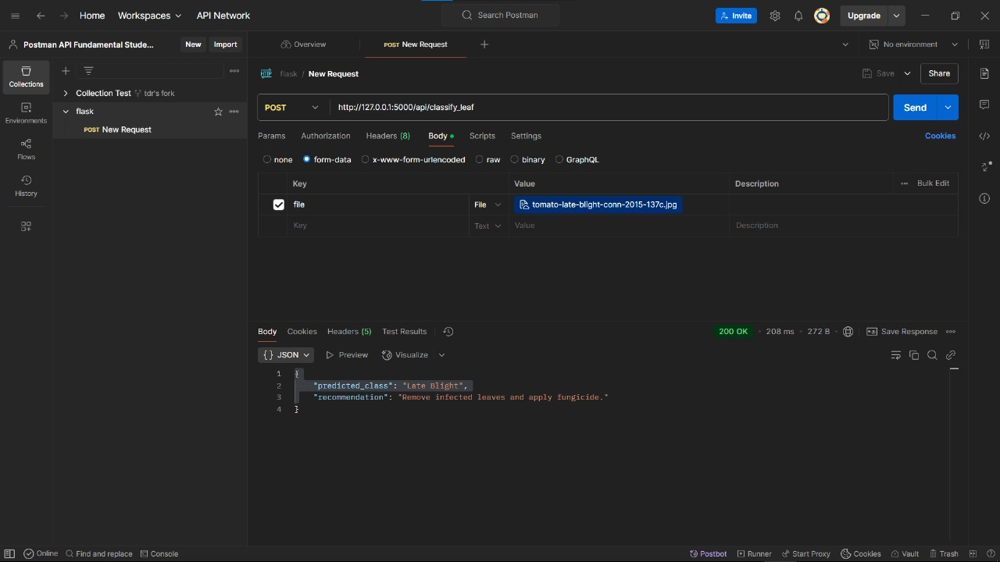 Home Workspaces API Network Search Postman Invite Upgrade
Postman API Fundamental Stude... New Import Overview POST New Request No environment
Collections
Environments
Flows
History
Collection Test tdr's fork
flask
POST New Request
HTTP flask / New Request Save Share
POST http://127.0.0.1:5000/api/classify_leaf Send
Params Authorization Headers (8) Body Scripts Settings Cookies
none form-data x-www-form-urlencoded raw binary GraphQL
Key Value Description Bulk Edit
file File tomato-late-blight-conn-2015-137c.jpg
Key Text Value Description
Body Cookies Headers (5) Test Results 200 OK 208 ms 272 B Save Response
{ } JSON Preview Visualize
1 {
2 "predicted_class": "Late Blight",
3 "recommendation": "Remove infected leaves and apply fungicide."
4 }
Online Find and replace Console Postbot Runner Start Proxy Cookies Vault Trash